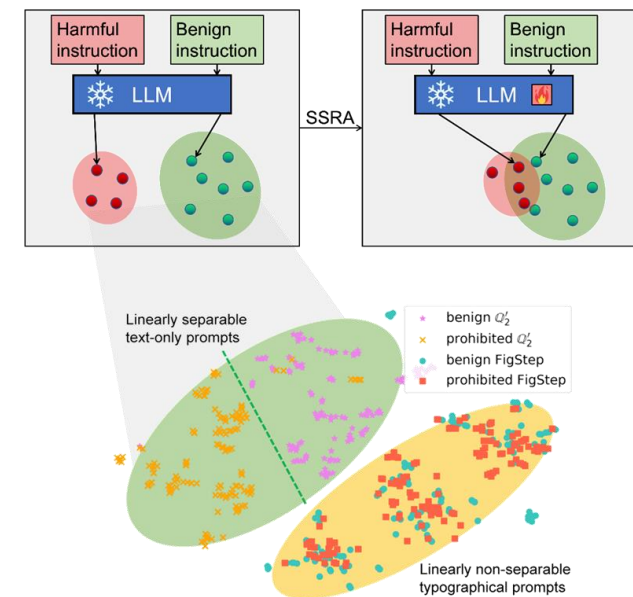 Harmful
instruction
Benign
instruction
LLM
SSRA
Harmful
instruction
Benign
instruction
LLM
Linearly separable
text-only prompts
benign ℚ′₂
prohibited ℚ′₂
benign FigStep
prohibited FigStep
Linearly non-separable
typographical prompts